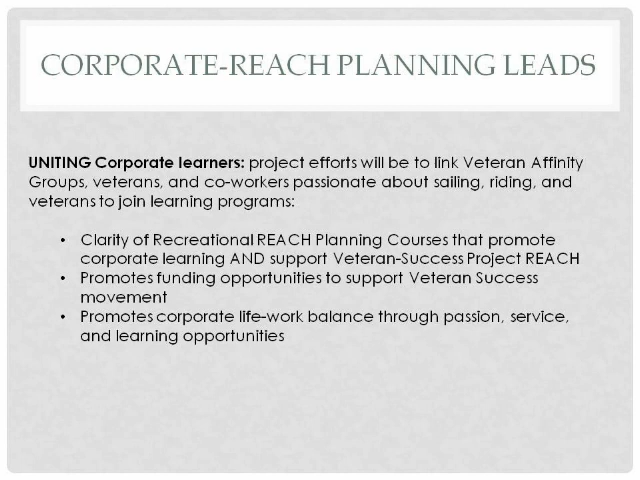 CORPORATE-REACH PLANNING LEADS
UNITING Corporate learners: project efforts will be to link Veteran Affinity
Groups, veterans, and co-workers passionate about sailing, riding, and
veterans to join learning programs:
• Clarity of Recreational REACH Planning Courses that promote
corporate learning AND support Veteran-Success Project REACH
• Promotes funding opportunities to support Veteran Success
movement
• Promotes corporate life-work balance through passion, service,
and learning opportunities